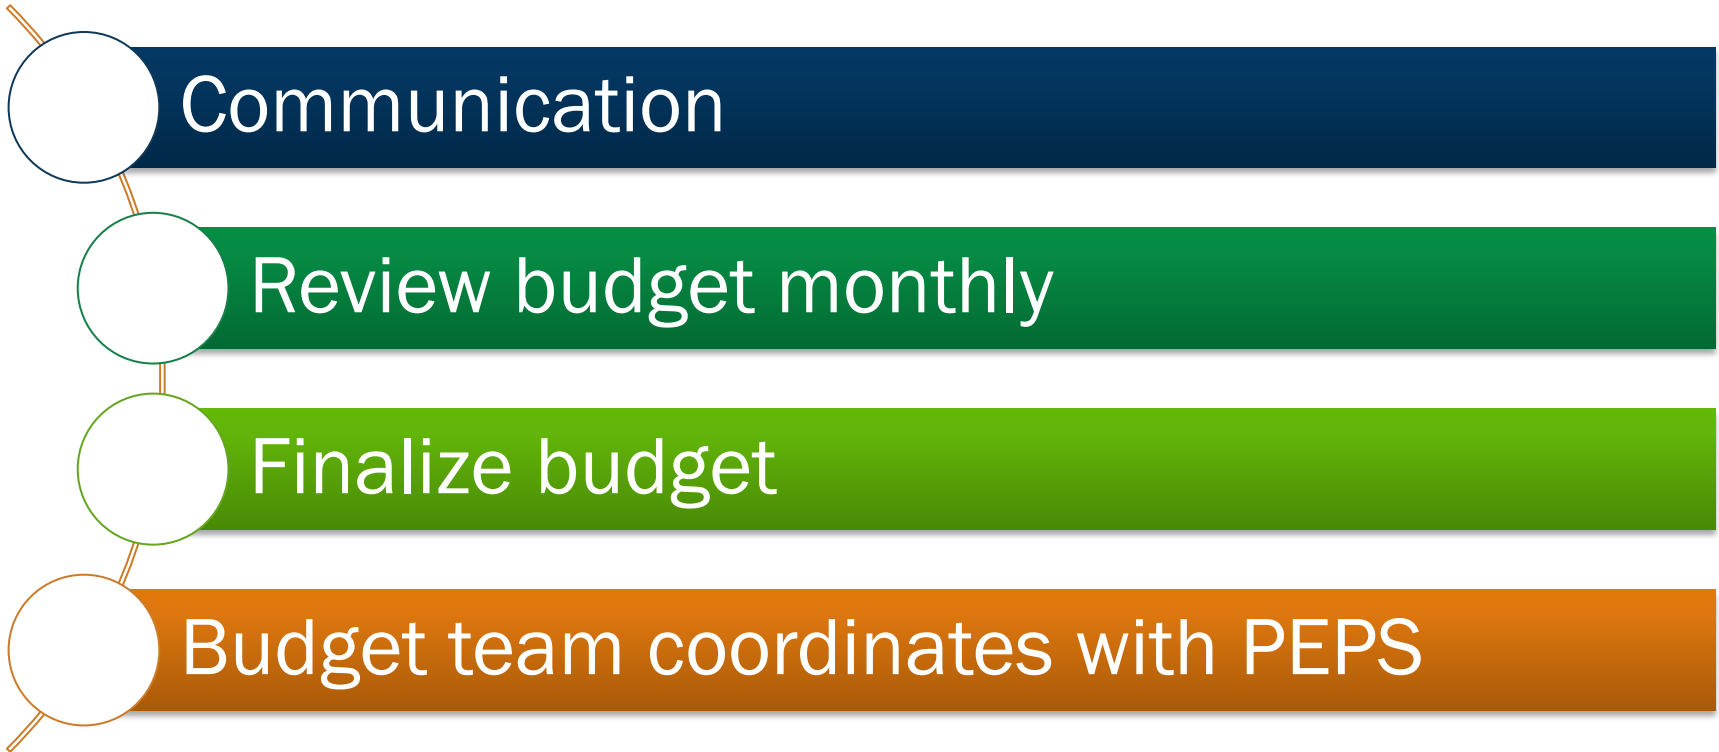 Communication
Review budget monthly
Finalize budget
Budget team coordinates with PEPS